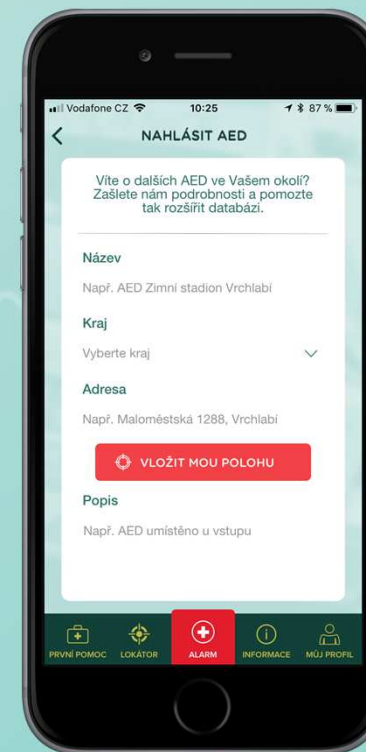 Vodafone CZ 10:25 87 %
NAHLÁSIT AED
Víte o dalších AED ve Vašem okolí?
Zašlete nám podrobnosti a pomozte
tak rozšířit databázi.
Název
Např. AED Zimní stadion Vrchlabí
Kraj
Vyberte kraj
Adresa
Např. Maloměstská 1288, Vrchlabí
VLOŽIT MOU POLOHU
Popis
Např. AED umístěno u vstupu
PRVNÍ POMOC LOKÁTOR ALARM INFORMACE MŮJ PROFIL